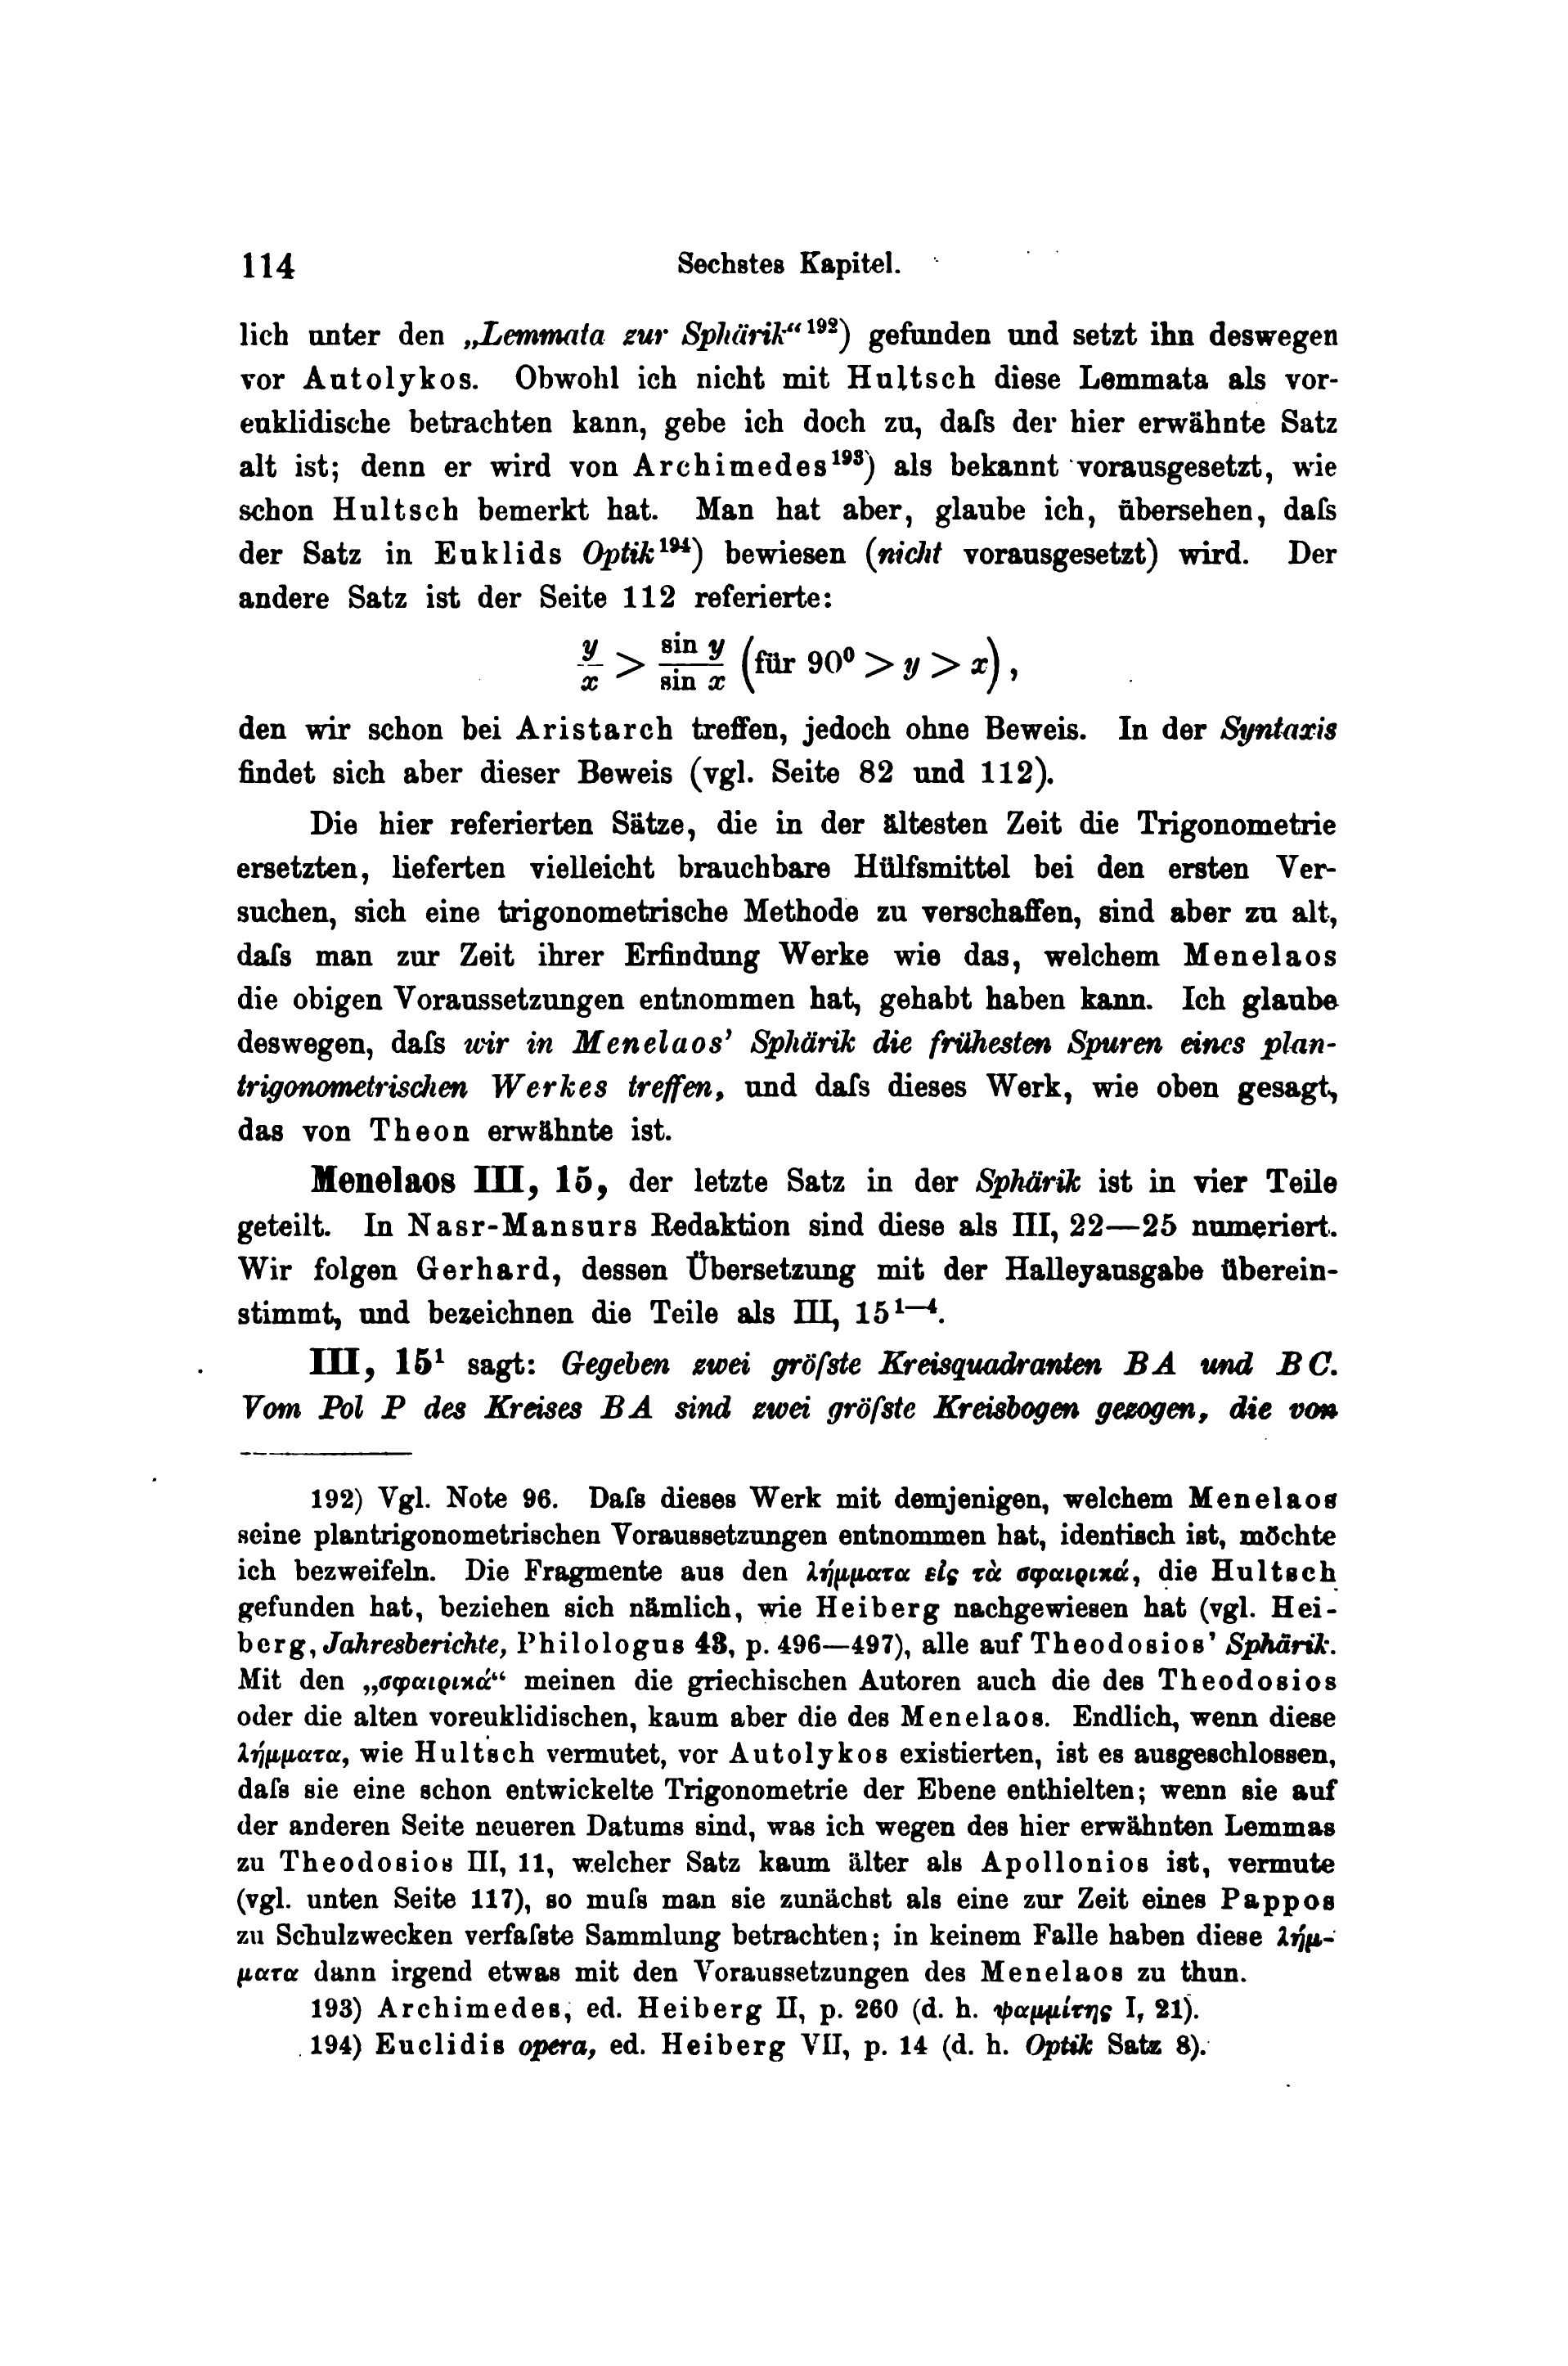 114 Sechstes Kapitel.
lich unter den „Lemmata zur Sphärik“¹⁹²) gefunden und setzt ihn deswegen
vor Autolykos. Obwohl ich nicht mit Hultsch diese Lemmata als vor-
euklidische betrachten kann, gebe ich doch zu, daſs der hier erwähnte Satz
alt ist; denn er wird von Archimedes¹⁹³) als bekannt vorausgesetzt, wie
schon Hultsch bemerkt hat. Man hat aber, glaube ich, übersehen, daſs
der Satz in Euklids Optik¹⁹⁴) bewiesen (nicht vorausgesetzt) wird. Der
andere Satz ist der Seite 112 referierte:
y/x > sin y/sin x (für 90⁰ > y > x),
den wir schon bei Aristarch treffen, jedoch ohne Beweis. In der Syntaxis
findet sich aber dieser Beweis (vgl. Seite 82 und 112).
Die hier referierten Sätze, die in der ältesten Zeit die Trigonometrie
ersetzten, lieferten vielleicht brauchbare Hülfsmittel bei den ersten Ver-
suchen, sich eine trigonometrische Methode zu verschaffen, sind aber zu alt,
daſs man zur Zeit ihrer Erfindung Werke wie das, welchem Menelaos
die obigen Voraussetzungen entnommen hat, gehabt haben kann. Ich glaube
deswegen, daſs wir in Menelaos’ Sphärik die frühesten Spuren eines plan-
trigonometrischen Werkes treffen, und daſs dieses Werk, wie oben gesagt,
das von Theon erwähnte ist.
Menelaos III, 15, der letzte Satz in der Sphärik ist in vier Teile
geteilt. In Nasr-Mansurs Redaktion sind diese als III, 22—25 numeriert.
Wir folgen Gerhard, dessen Übersetzung mit der Halleyausgabe überein-
stimmt, und bezeichnen die Teile als III, 15¹—⁴.
III, 15¹ sagt: Gegeben zwei gröſste Kreisquadranten BA und BC.
Vom Pol P des Kreises BA sind zwei gröſste Kreisbogen gezogen, die von
192) Vgl. Note 96. Daſs dieses Werk mit demjenigen, welchem Menelaos
seine plantrigonometrischen Voraussetzungen entnommen hat, identisch ist, möchte
ich bezweifeln. Die Fragmente aus den λήμματα εἰς τὰ σφαιρικά, die Hultsch
gefunden hat, beziehen sich nämlich, wie Heiberg nachgewiesen hat (vgl. Hei-
berg, Jahresberichte, Philologus 43, p. 496—497), alle auf Theodosios’ Sphärik.
Mit den „σφαιρικά“ meinen die griechischen Autoren auch die des Theodosios
oder die alten voreuklidischen, kaum aber die des Menelaos. Endlich, wenn diese
λήμματα, wie Hultsch vermutet, vor Autolykos existierten, ist es ausgeschlossen,
daſs sie eine schon entwickelte Trigonometrie der Ebene enthielten; wenn sie auf
der anderen Seite neueren Datums sind, was ich wegen des hier erwähnten Lemmas
zu Theodosios III, 11, welcher Satz kaum älter als Apollonios ist, vermute
(vgl. unten Seite 117), so muſs man sie zunächst als eine zur Zeit eines Pappos
zu Schulzwecken verfaſste Sammlung betrachten; in keinem Falle haben diese λήμ-
ματα dann irgend etwas mit den Voraussetzungen des Menelaos zu thun.
193) Archimedes, ed. Heiberg II, p. 260 (d. h. ψαμμίτης I, 21).
194) Euclidis opera, ed. Heiberg VII, p. 14 (d. h. Optik Satz 8).